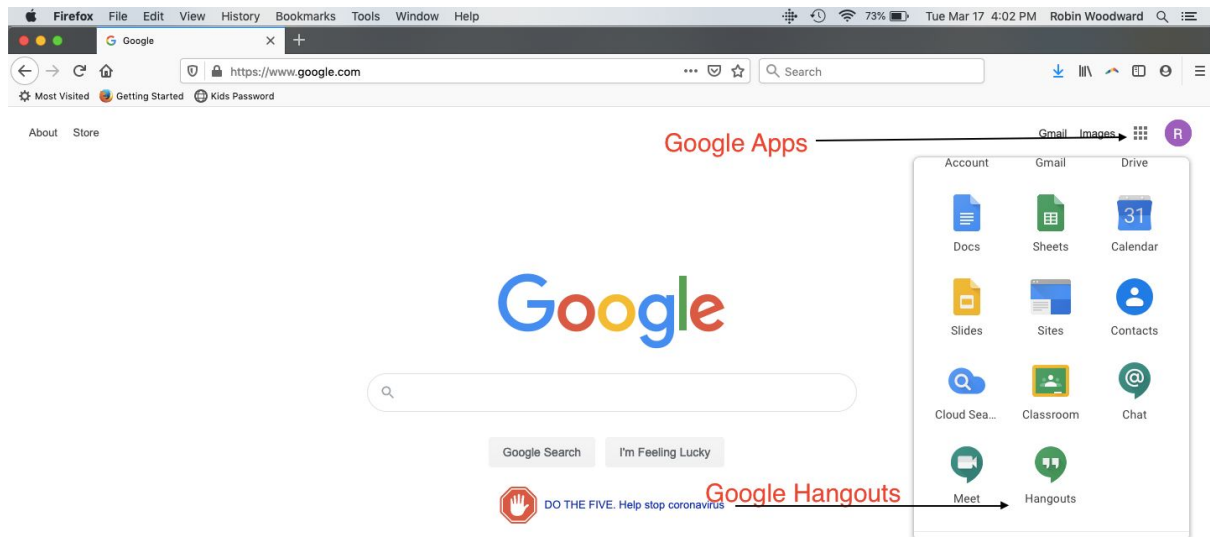 Firefox File Edit View History Bookmarks Tools Window Help 73% Tue Mar 17 4:02 PM Robin Woodward
Google
https://www.google.com Search
Most Visited Getting Started Kids Password
About Store Google Apps Gmail Images R
Account Gmail Drive
31
Docs Sheets Calendar
Google
Slides Sites Contacts
Cloud Sea... Classroom Chat
Google Search I'm Feeling Lucky
DO THE FIVE. Help stop coronavirus Google Hangouts Meet Hangouts